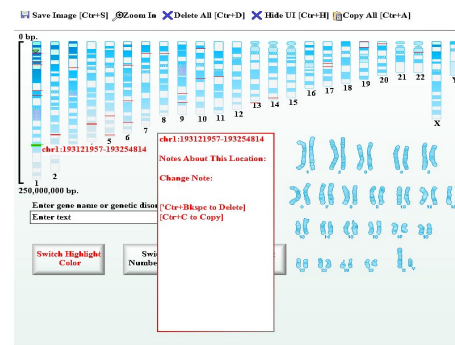 Save Image [Ctr+S] Zoom In Delete All [Ctr+D] Hide UI [Ctr+H] Copy All [Ctr+A]
0 bp.
1 2 3 4 5 6 7 8 9 10 11 12 13 14 15 16 17 18 19 20 21 22 X Y
chr1:193121957-193254814
250,000,000 bp.
chr1:193121957-193254814
Notes About This Location:
Change Note:
['Ctr+Bkspc to Delete]
[Ctr+C to Copy]
Enter gene name or genetic disor
Enter text
Switch Highlight
Color
Swi
Number